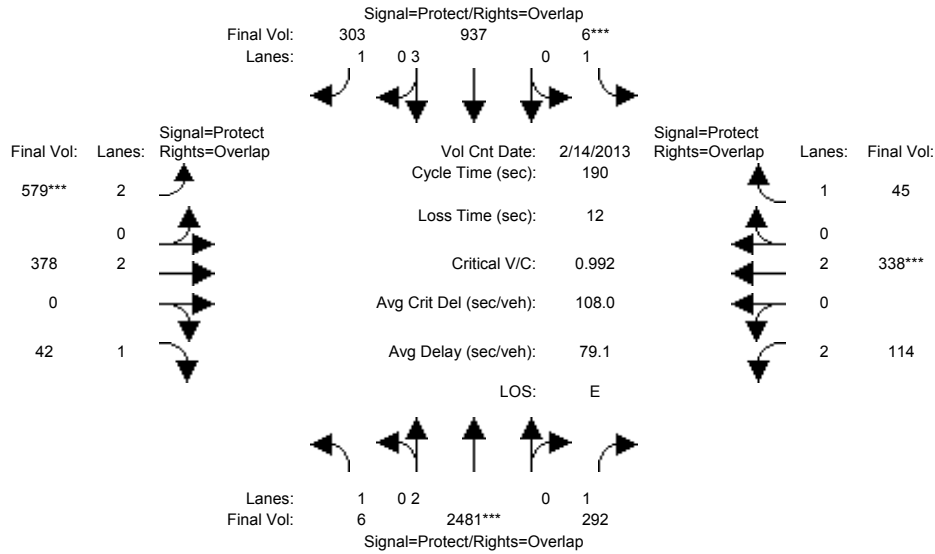 Signal=Protect/Rights=Overlap
Final Vol: 303 937 6***
Lanes: 1 0 3 0 1
Signal=Protect
Final Vol: Lanes: Rights=Overlap
Vol Cnt Date: 2/14/2013
Signal=Protect
Rights=Overlap Lanes: Final Vol:
579*** 2
Cycle Time (sec): 190
1 45
0
Loss Time (sec): 12
0
378 2
Critical V/C: 0.992
2 338***
0 0
Avg Crit Del (sec/veh): 108.0
0
42 1
Avg Delay (sec/veh): 79.1
2 114
LOS: E
Lanes: 1 0 2 0 1
Final Vol: 6 2481*** 292
Signal=Protect/Rights=Overlap